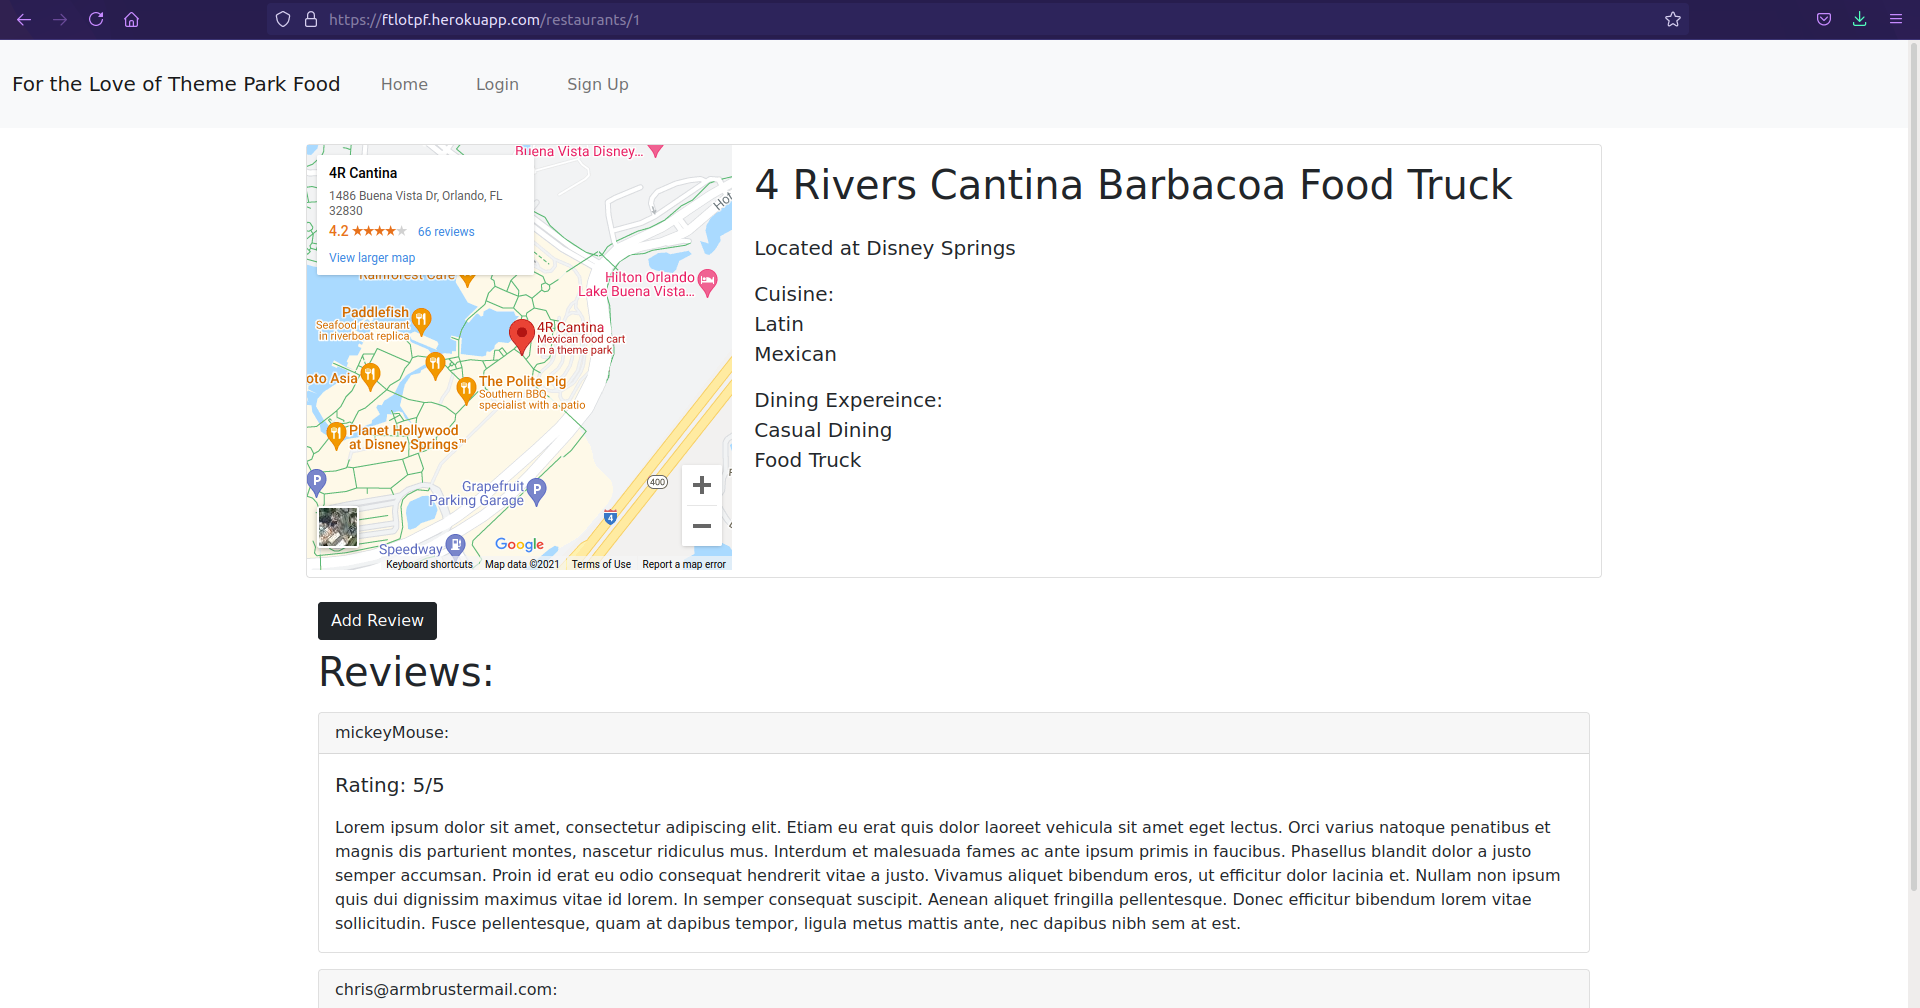 https://ftlotpf.herokuapp.com/restaurants/1
For the Love of Theme Park Food
Home
Login
Sign Up
Buena Vista Disney...
4R Cantina
1486 Buena Vista Dr, Orlando, FL
32830
4.2
66 reviews
View larger map
Rainforest Cafe
Hilton Orlando
Lake Buena Vista...
Paddlefish
Seafood restaurant
in riverboat replica
4R Cantina
Mexican food cart
in a theme park
oto Asia
The Polite Pig
Southern BBQ
specialist with a patio
Planet Hollywood
at Disney Springs™
P
Grapefruit
Parking Garage
P
400
4
Speedway
Google
Keyboard shortcuts
Map data ©2021
Terms of Use
Report a map error
4 Rivers Cantina Barbacoa Food Truck
Located at Disney Springs
Cuisine:
Latin
Mexican
Dining Expereince:
Casual Dining
Food Truck
Add Review
Reviews:
mickeyMouse:
Rating: 5/5
Lorem ipsum dolor sit amet, consectetur adipiscing elit. Etiam eu erat quis dolor laoreet vehicula sit amet eget lectus. Orci varius natoque penatibus et
magnis dis parturient montes, nascetur ridiculus mus. Interdum et malesuada fames ac ante ipsum primis in faucibus. Phasellus blandit dolor a justo
semper accumsan. Proin id erat eu odio consequat hendrerit vitae a justo. Vivamus aliquet bibendum eros, ut efficitur dolor lacinia et. Nullam non ipsum
quis dui dignissim maximus vitae id lorem. In semper consequat suscipit. Aenean aliquet fringilla pellentesque. Donec efficitur bibendum lorem vitae
sollicitudin. Fusce pellentesque, quam at dapibus tempor, ligula metus mattis ante, nec dapibus nibh sem at est.
chris@armbrustermail.com: